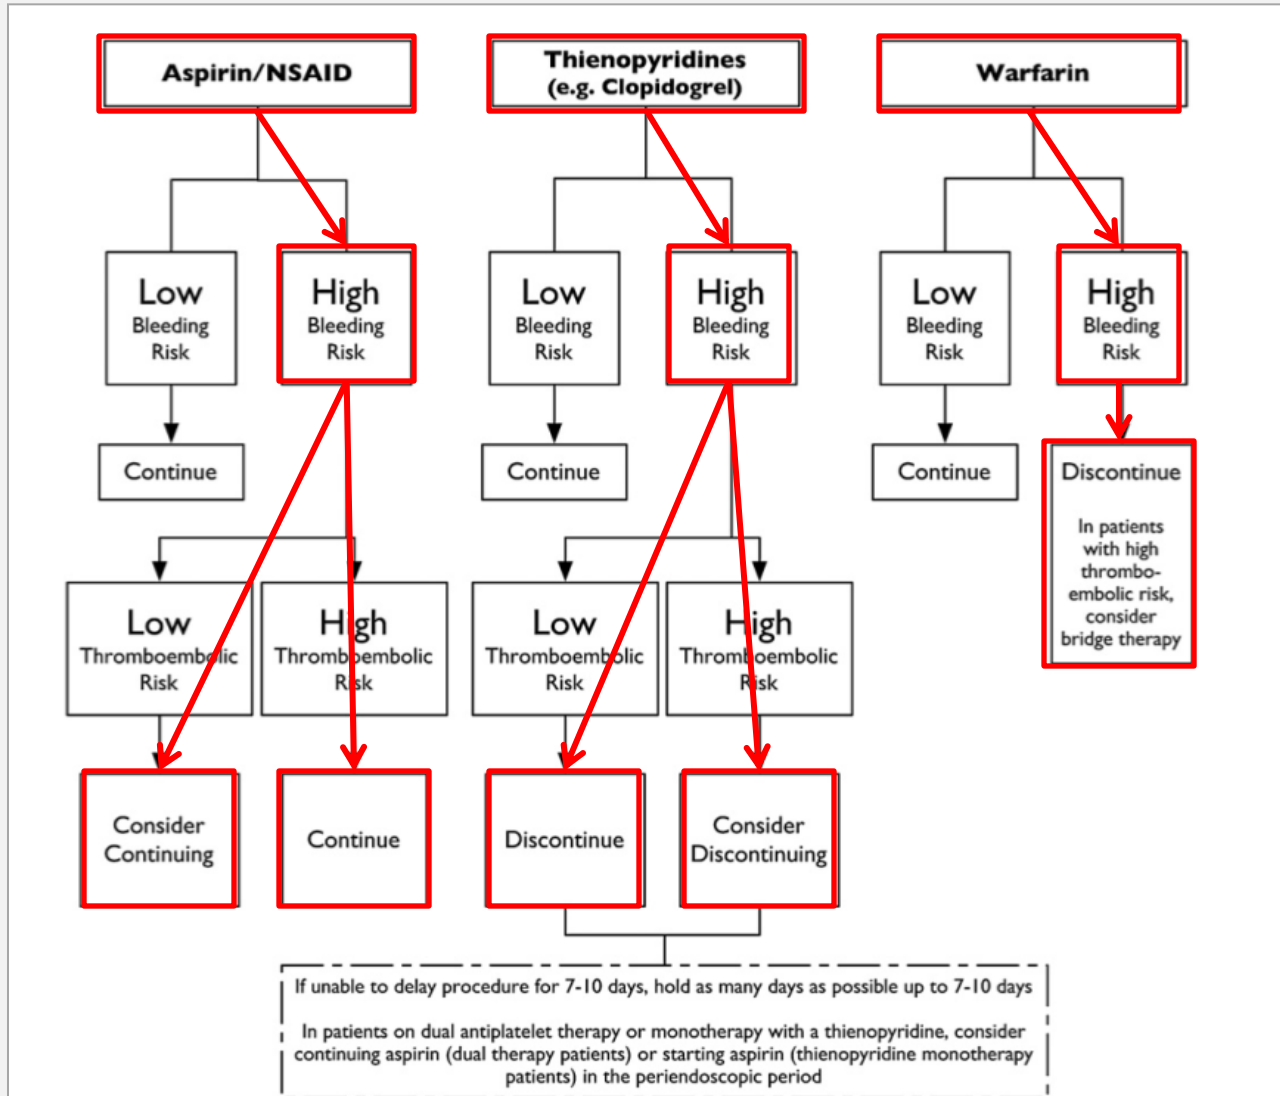 Aspirin/NSAID
Thienopyridines
(e.g. Clopidogrel)
Warfarin
Low
Bleeding
Risk
High
Bleeding
Risk
Low
Bleeding
Risk
High
Bleeding
Risk
Low
Bleeding
Risk
High
Bleeding
Risk
Continue
Continue
Continue
Discontinue
In patients
with high
thrombo-
embolic risk,
consider
bridge therapy
Low
Thromboembolic
Risk
High
Thromboembolic
Risk
Low
Thromboembolic
Risk
High
Thromboembolic
Risk
Consider
Continuing
Continue
Discontinue
Consider
Discontinuing
If unable to delay procedure for 7-10 days, hold as many days as possible up to 7-10 days
In patients on dual antiplatelet therapy or monotherapy with a thienopyridine, consider
continuing aspirin (dual therapy patients) or starting aspirin (thienopyridine monotherapy
patients) in the periendoscopic period